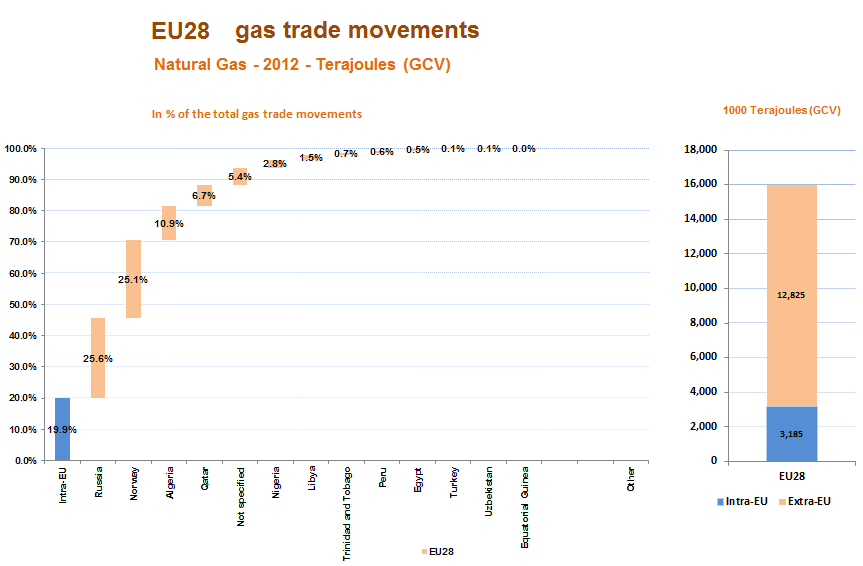 EU28 gas trade movements
Natural Gas - 2012 - Terajoules (GCV)
In % of the total gas trade movements
100.0%
90.0%
80.0%
70.0%
60.0%
50.0%
40.0%
30.0%
20.0%
10.0%
0.0%
19.9%
25.6%
25.1%
10.9%
6.7%
5.4%
2.8%
1.5%
0.7%
0.6%
0.5%
0.1%
0.1%
0.0%
Intra-EU
Russia
Norway
Algeria
Qatar
Not specified
Nigeria
Libya
Trinidad and Tobago
Peru
Egypt
Turkey
Uzbekistan
Equatorial Guinea
Other
EU28
1000 Terajoules (GCV)
18,000
16,000
14,000
12,000
10,000
8,000
6,000
4,000
2,000
0
12,825
3,185
EU28
Intra-EU
Extra-EU